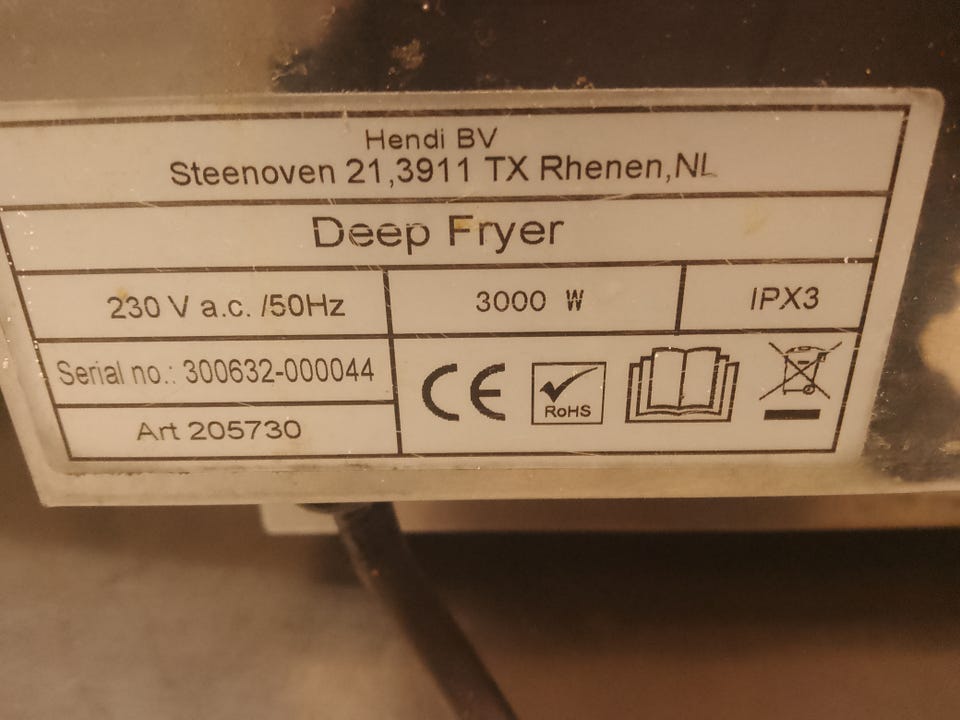 Hendi BV
Steenoven 21,3911 TX Rhenen,NL
Deep Fryer
230 V a.c. /50Hz
3000 W
IPX3
Serial no.: 300632-000044
CE
RoHS
Art 205730